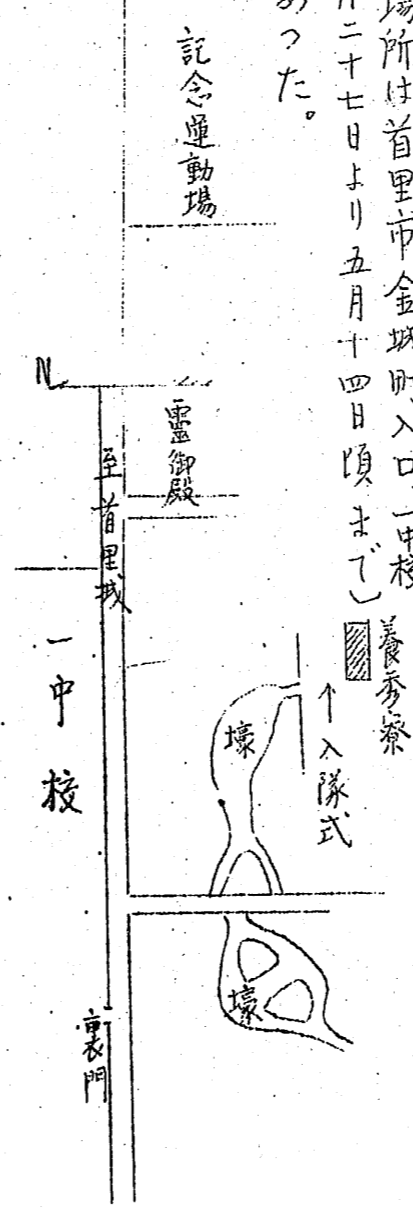 場所は首里市金城町入口、一中校
月二十七日より五月十四日頃まで」
あつた。
養秀寮
記念運動場
N
霊御殿
至首里城
一中校
壕
↑入隊式
壕
裏門